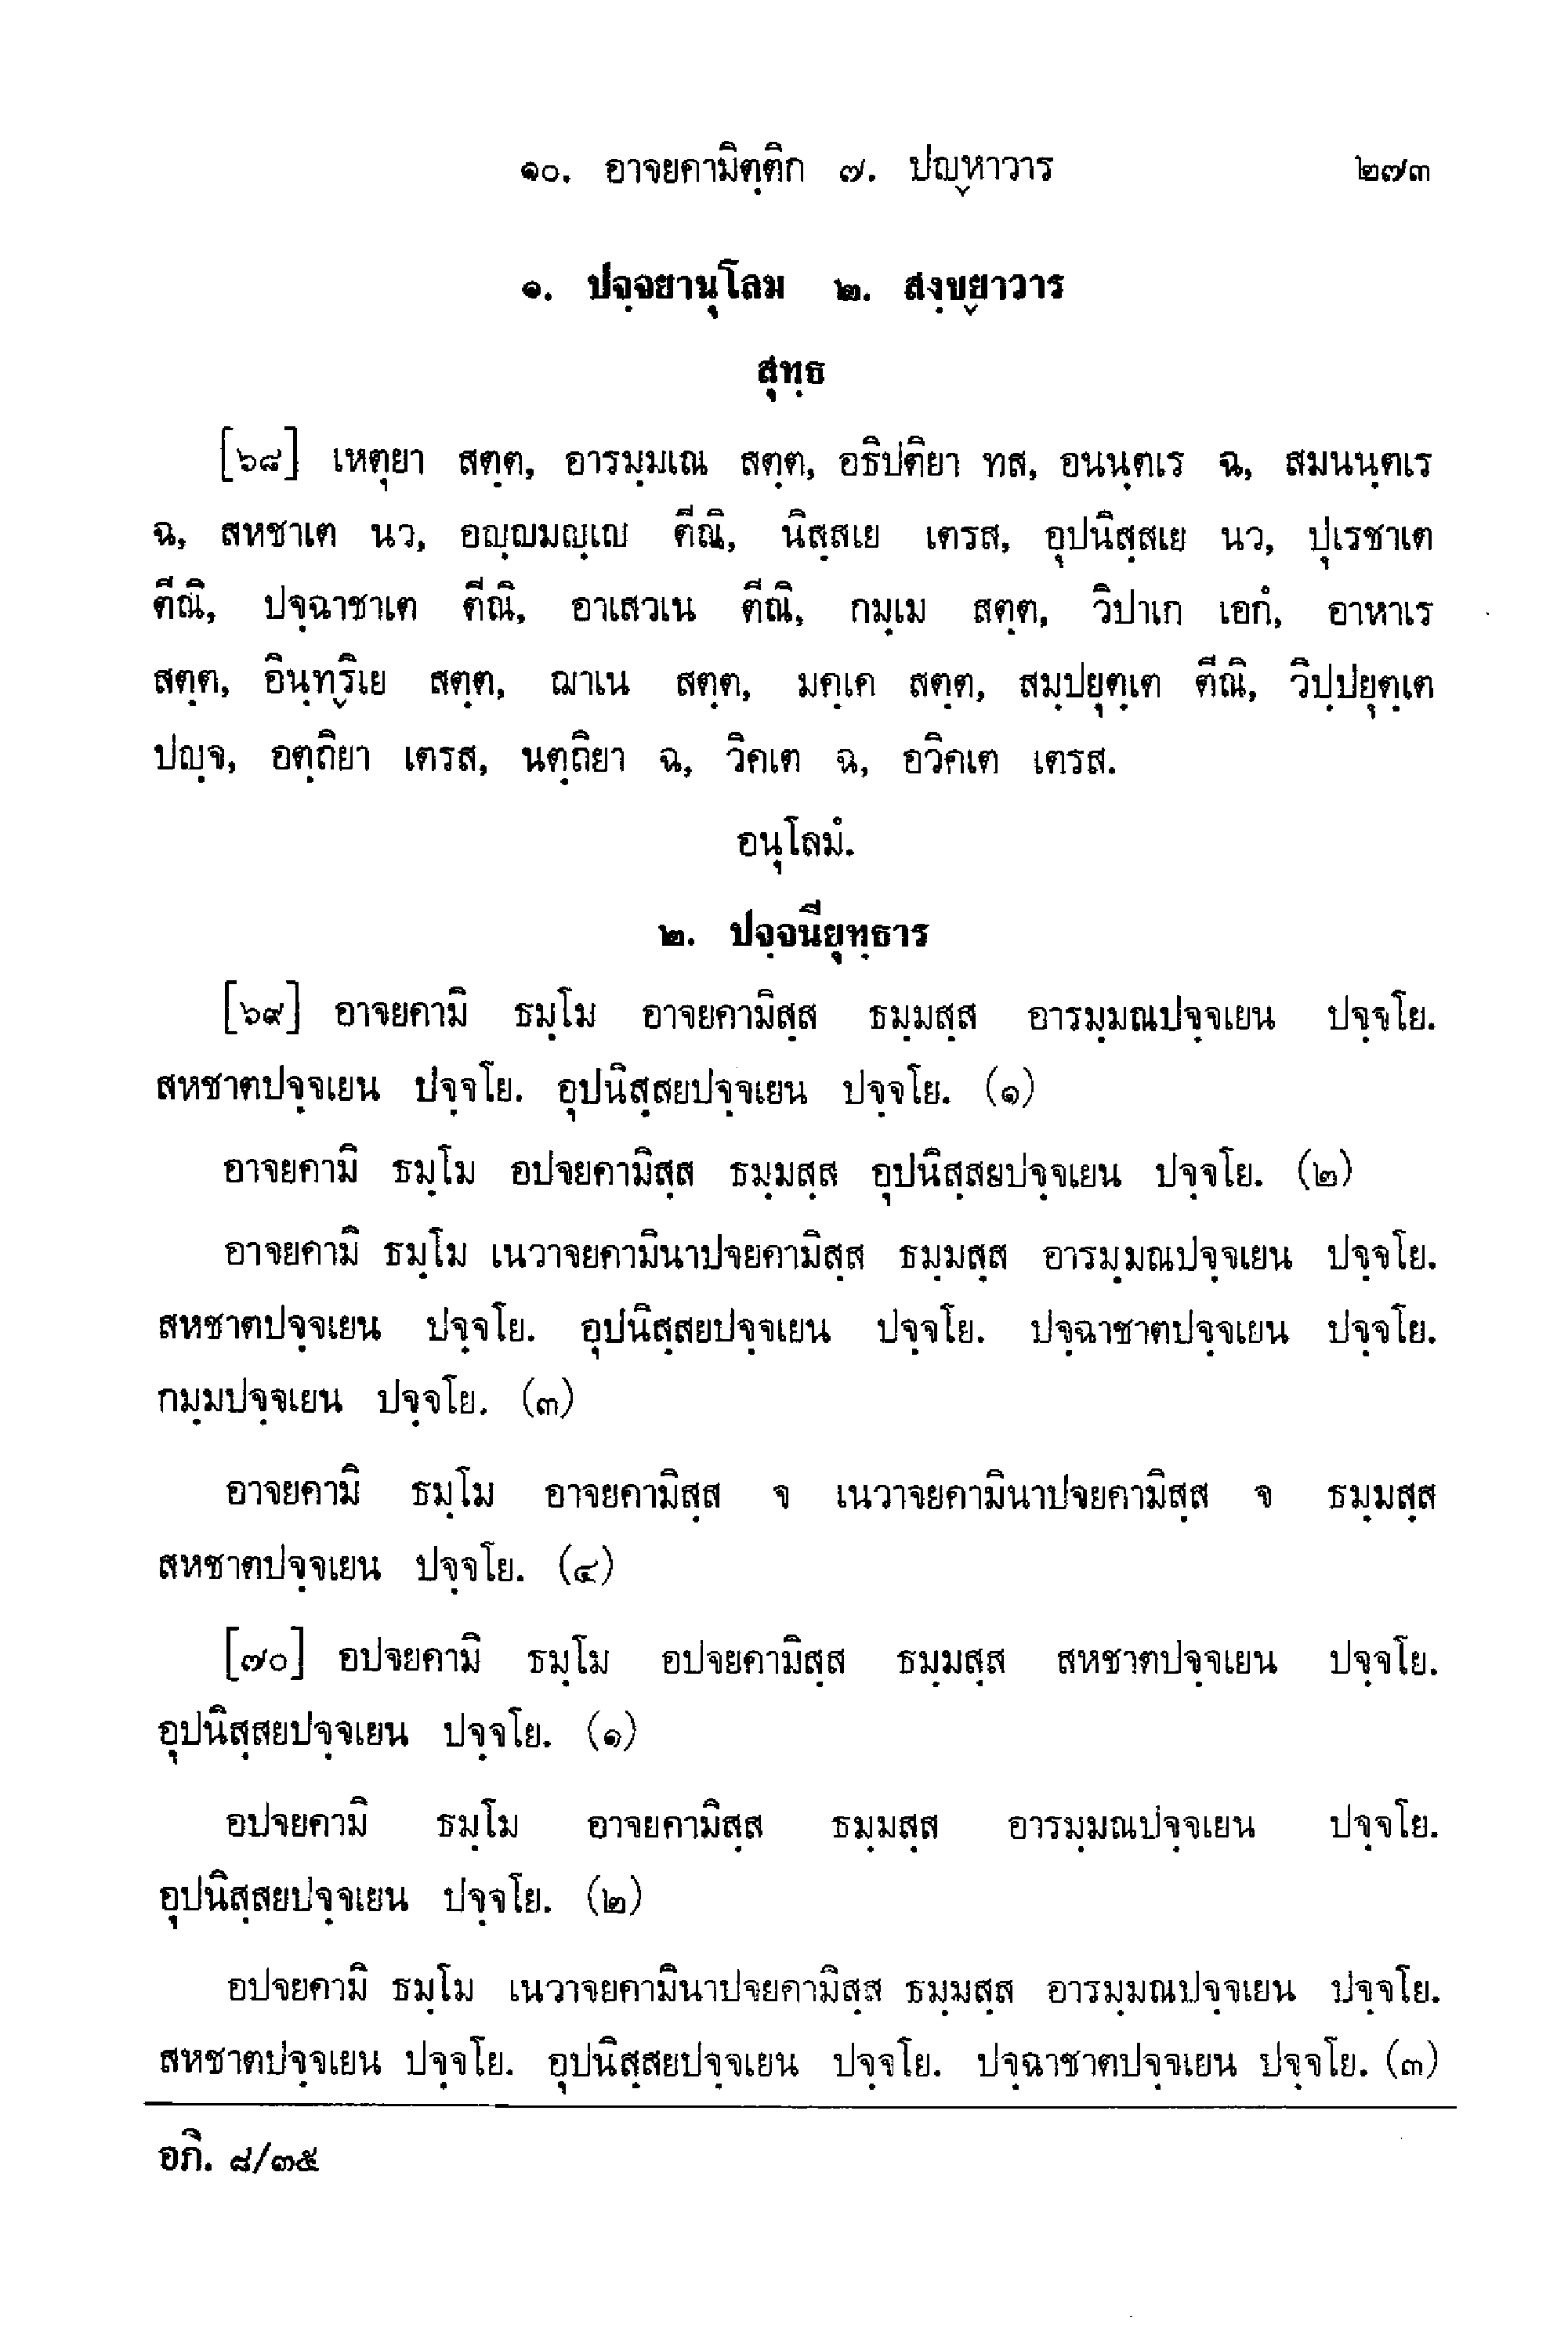 ๑๐. อาจยคามิตฺติก ๗. ปญฺหาวาร ๒๗๓
๑. ปจฺจยานุโลม ๒. สงฺขฺยาวาร
สุทฺธ
[๖๘] เหตุยา สตฺต, อารมฺมเณ สตฺต, อธิปติยา ทส, อนนฺตเร ฉ, สมนนฺตเร
ฉ, สหชาเต นว, อญฺญมญฺเญ ตีณิ, นิสฺสเย เตรส, อุปนิสฺสเย นว, ปุเรชาเต
ตีณิ, ปจฺฉาชาเต ตีณิ, อาเสวเน ตีณิ, กมฺเม สตฺต, วิปาเก เอกํ, อาหาเร
สตฺต, อินฺทฺริเย สตฺต, ฌาเน สตฺต, มคฺเค สตฺต, สมฺปยุตฺเต ตีณิ, วิปฺปยุตฺเต
ปญฺจ, อตฺถิยา เตรส, นตฺถิยา ฉ, วิคเต ฉ, อวิคเต เตรส.
อนุโลมํ.
๒. ปจฺจนียุทฺธาร
[๖๙] อาจยคามิ ธมฺโม อาจยคามิสฺส ธมฺมสฺส อารมฺมณปจฺจเยน ปจฺจโย.
สหชาตปจฺจเยน ปจฺจโย. อุปนิสฺสยปจฺจเยน ปจฺจโย. (๑)
อาจยคามิ ธมฺโม อปจยคามิสฺส ธมฺมสฺส อุปนิสฺสยปจฺจเยน ปจฺจโย. (๒)
อาจยคามิ ธมฺโม เนวาจยคามินาปจยคามิสฺส ธมฺมสฺส อารมฺมณปจฺจเยน ปจฺจโย.
สหชาตปจฺจเยน ปจฺจโย. อุปนิสฺสยปจฺจเยน ปจฺจโย. ปจฺฉาชาตปจฺจเยน ปจฺจโย.
กมฺมปจฺจเยน ปจฺจโย. (๓)
อาจยคามิ ธมฺโม อาจยคามิสฺส จ เนวาจยคามินาปจยคามิสฺส จ ธมฺมสฺส
สหชาตปจฺจเยน ปจฺจโย. (๔)
[๗๐] อปจยคามิ ธมฺโม อปจยคามิสฺส ธมฺมสฺส สหชาตปจฺจเยน ปจฺจโย.
อุปนิสฺสยปจฺจเยน ปจฺจโย. (๑)
อปจยคามิ ธมฺโม อาจยคามิสฺส ธมฺมสฺส อารมฺมณปจฺจเยน ปจฺจโย.
อุปนิสฺสยปจฺจเยน ปจฺจโย. (๒)
อปจยคามิ ธมฺโม เนวาจยคามินาปจยคามิสฺส ธมฺมสฺส อารมฺมณปจฺจเยน ปจฺจโย.
สหชาตปจฺจเยน ปจฺจโย. อุปนิสฺสยปจฺจเยน ปจฺจโย. ปจฺฉาชาตปจฺจเยน ปจฺจโย. (๓)
อภิ. ๘/๓๕